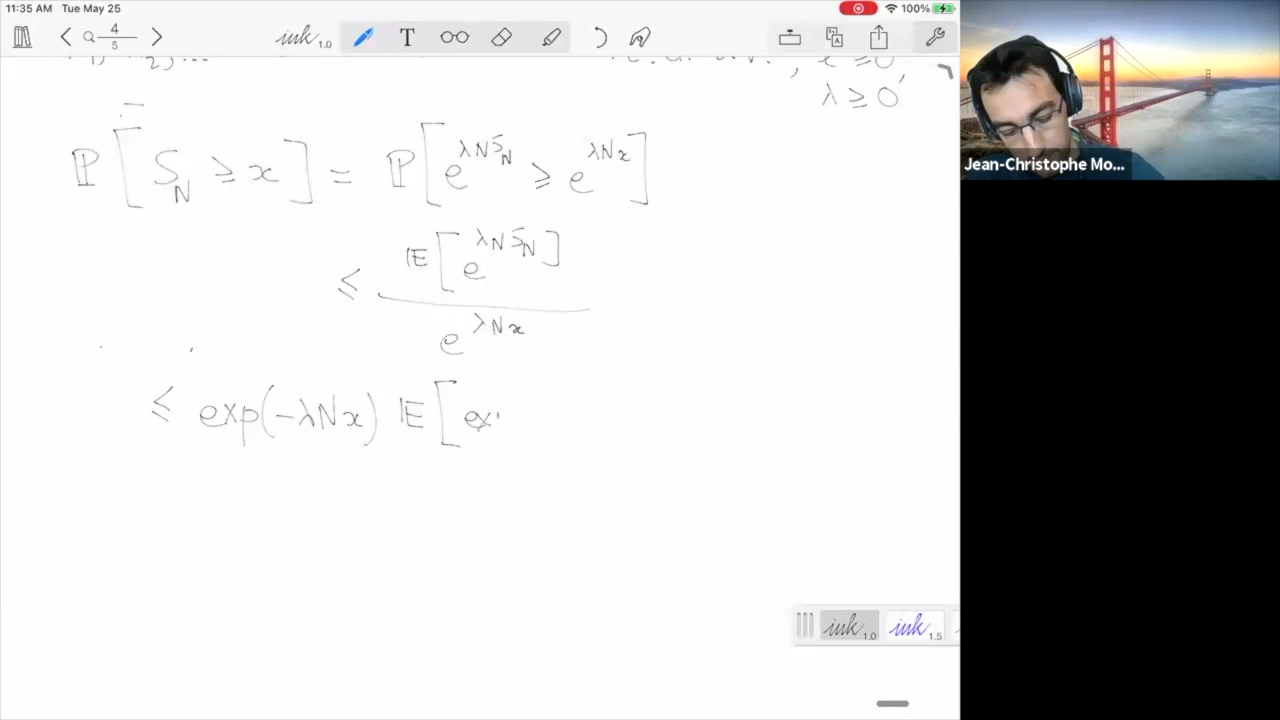 11:35 AM Tue May 25
100%
4
5
ink 1.0
T
λ ≥ 0,
ℙ[S_N ≥ x] = ℙ[e^{λNS_N} ≥ e^{λNx}]
≤ 𝔼[e^{λNS_N}]
e^{λNx}
≤ exp(-λNx) 𝔼[ex
Jean-Christophe Mo...
ink 1.0 ink 1.5